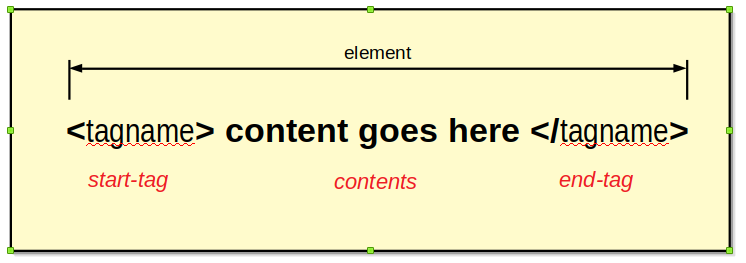 element
<tagname> content goes here </tagname>
start-tag contents end-tag